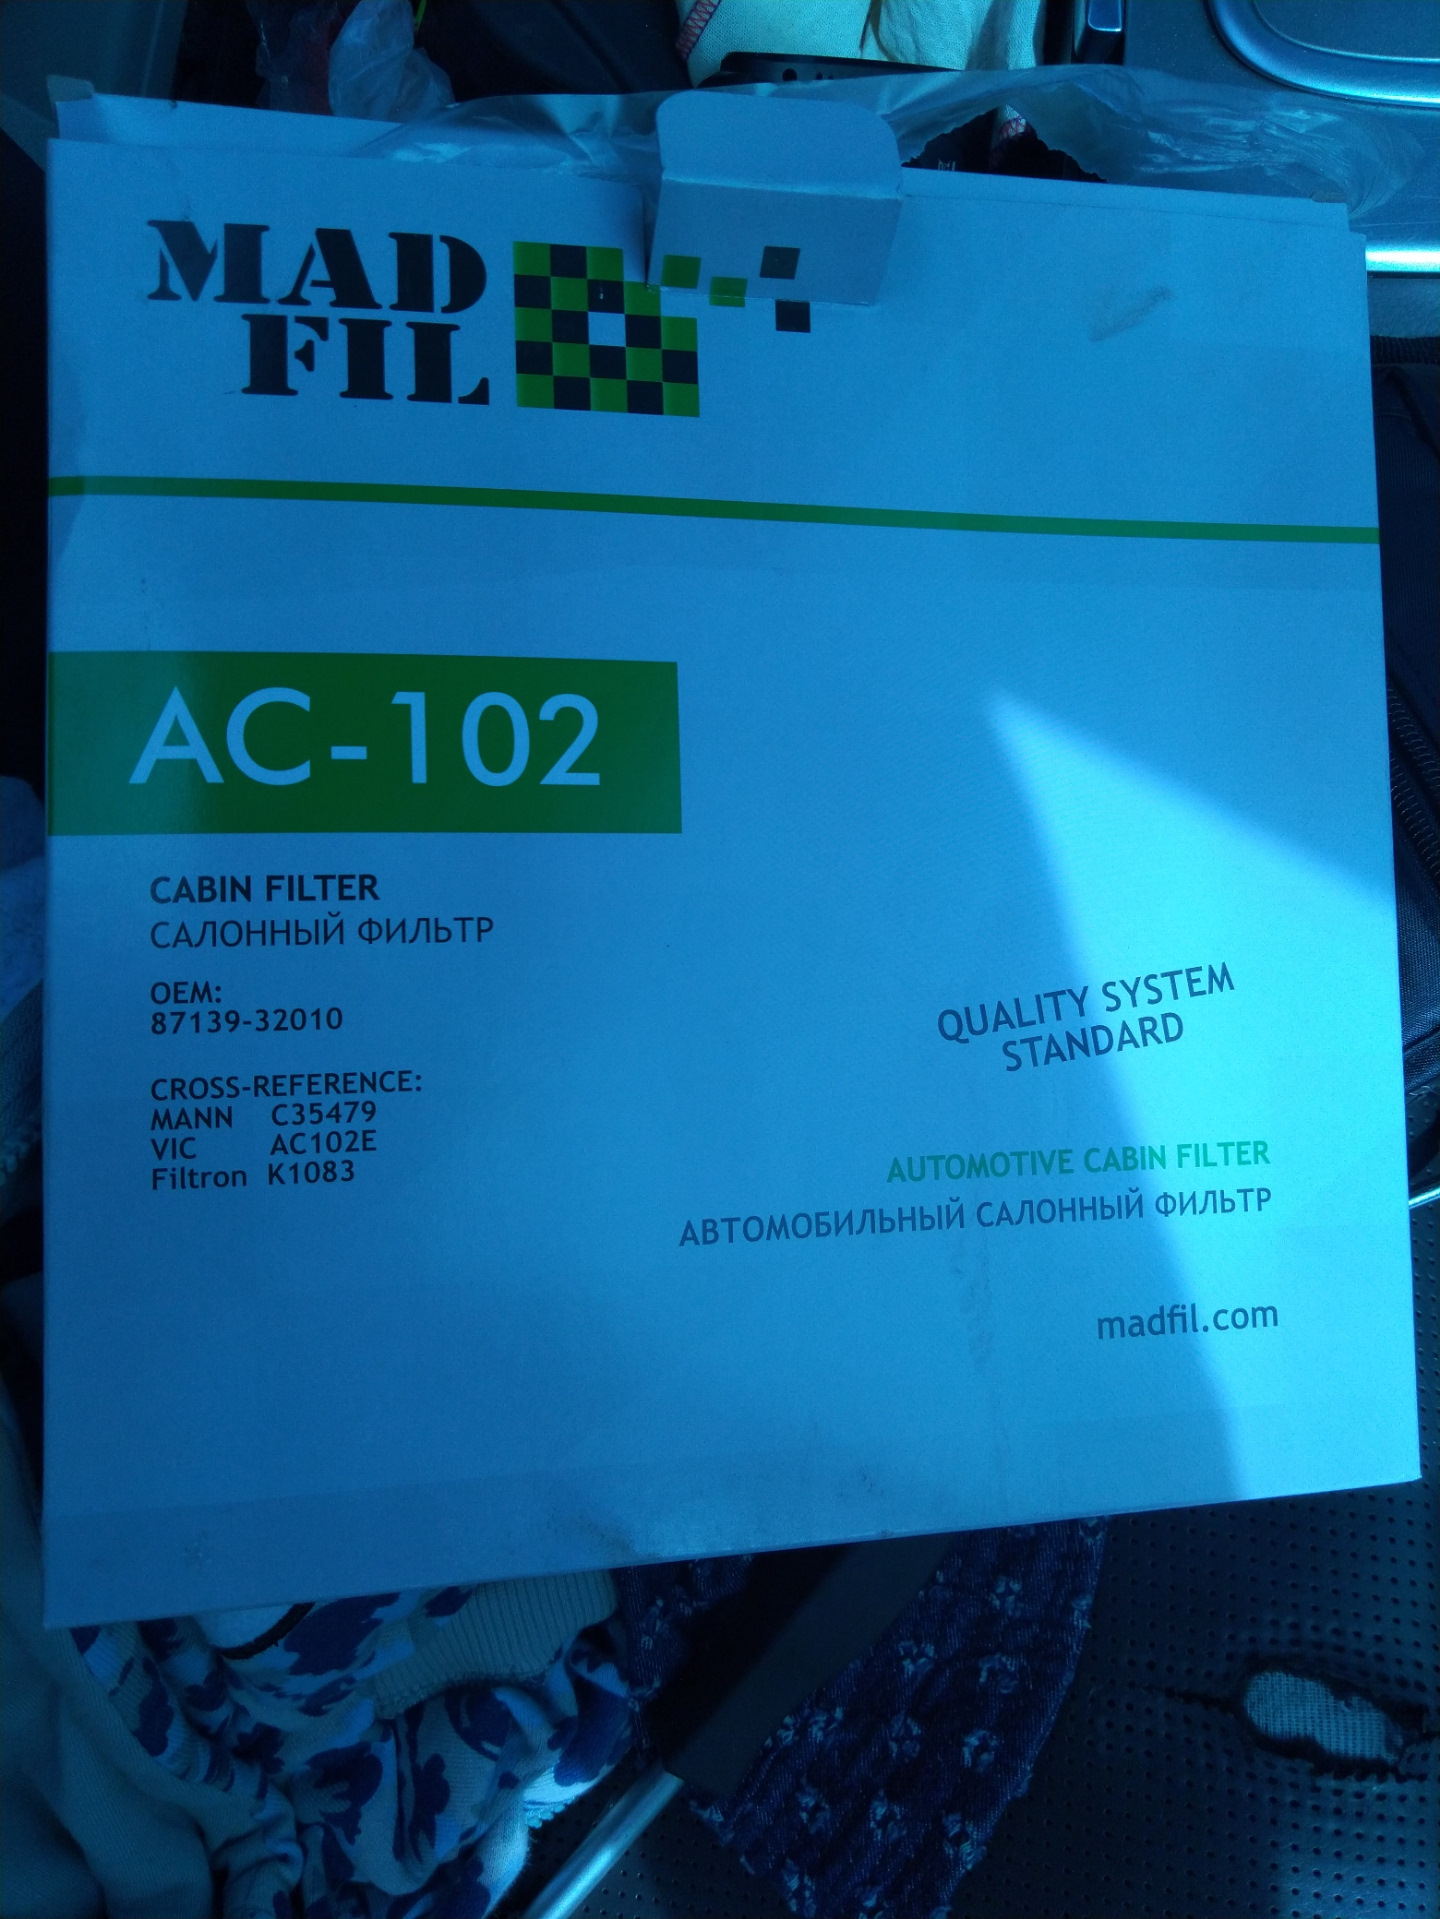 MAD
FIL
AC-102
CABIN FILTER
САЛОННЫЙ ФИЛЬТР
OEM:
87139-32010
CROSS-REFERENCE:
MANN C35479
VIC AC102E
Filtron K1083
QUALITY SYSTEM
STANDARD
AUTOMOTIVE CABIN FILTER
АВТОМОБИЛЬНЫЙ САЛОННЫЙ ФИЛЬТР
madfil.com